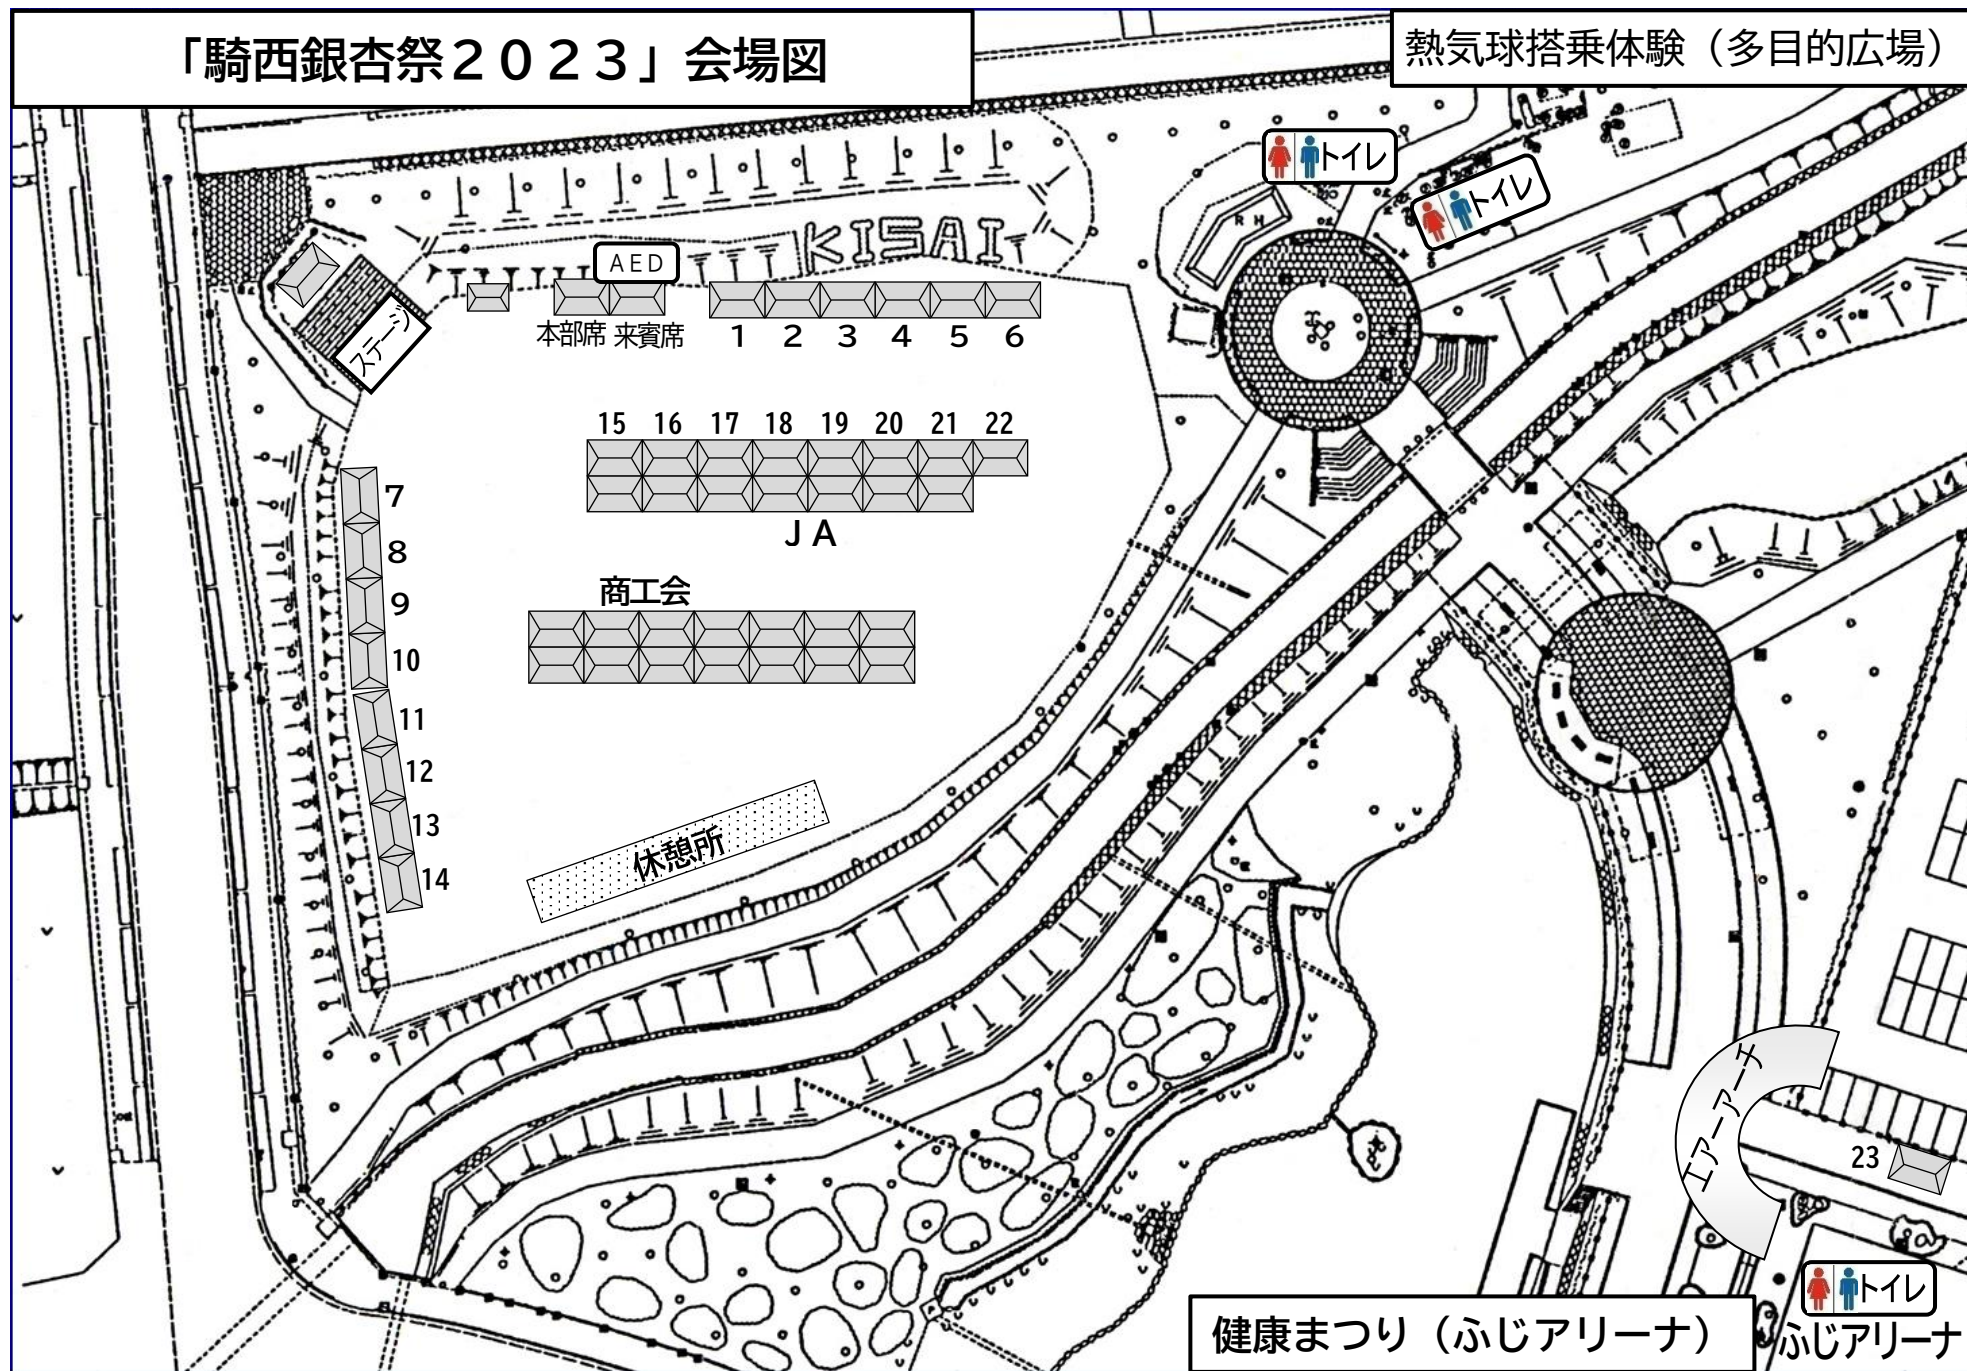 「騎西銀杏祭２０２３」会場図
熱気球搭乗体験（多目的広場）
トイレ
トイレ
KISAI
RH
AED
ステージ
本部席 来賓席 1 2 3 4 5 6
15 16 17 18 19 20 21 22
JA
7
8
9
10
11
12
13
14
商工会
休憩所
エアーアーチ
23
トイレ
ふじアリーナ
健康まつり（ふじアリーナ）